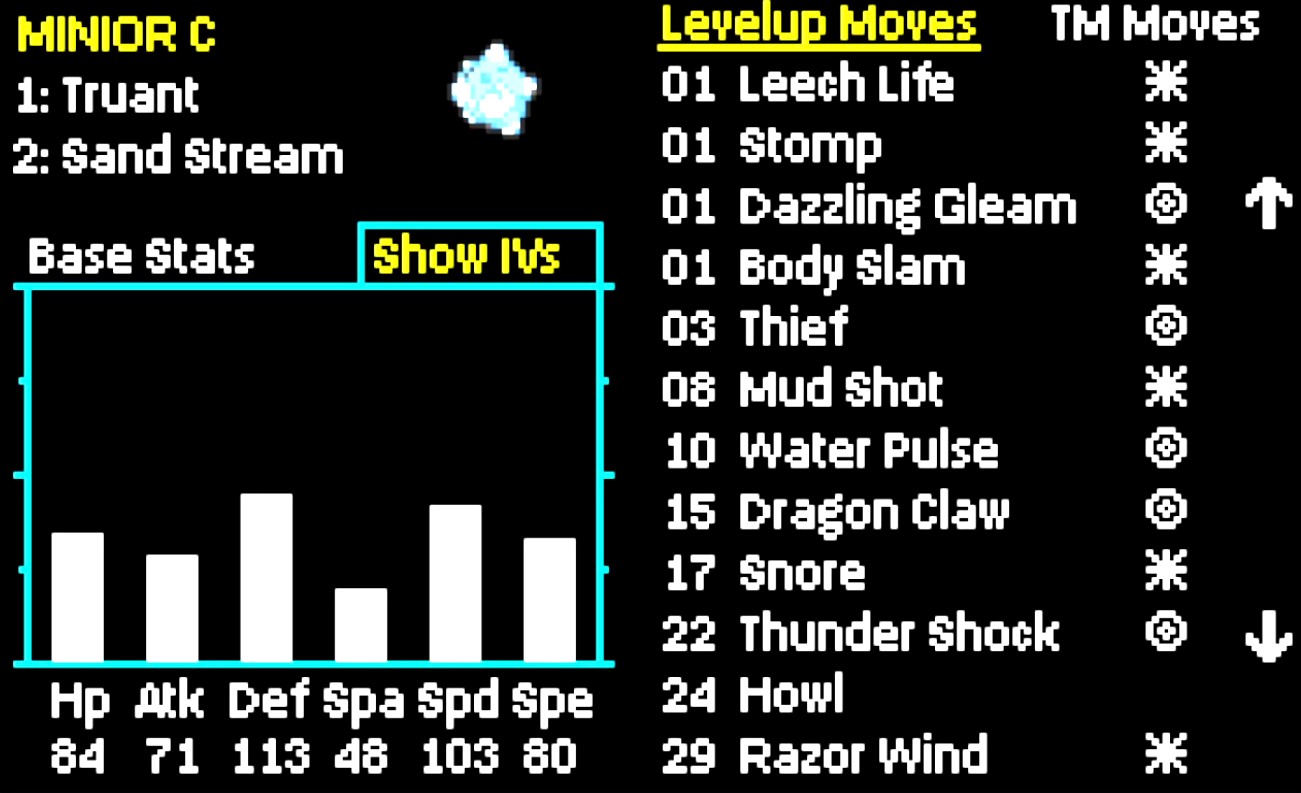 MINIOR C
1: Truant
2: Sand Stream
Base Stats
Show IVs
Hp Atk Def Spa Spd Spe
84 71 113 48 103 80
Levelup Moves
TM Moves
01 Leech Life
01 Stomp
01 Dazzling Gleam
01 Body Slam
03 Thief
08 Mud Shot
10 Water Pulse
15 Dragon Claw
17 Snore
22 Thunder Shock
24 Howl
29 Razor Wind